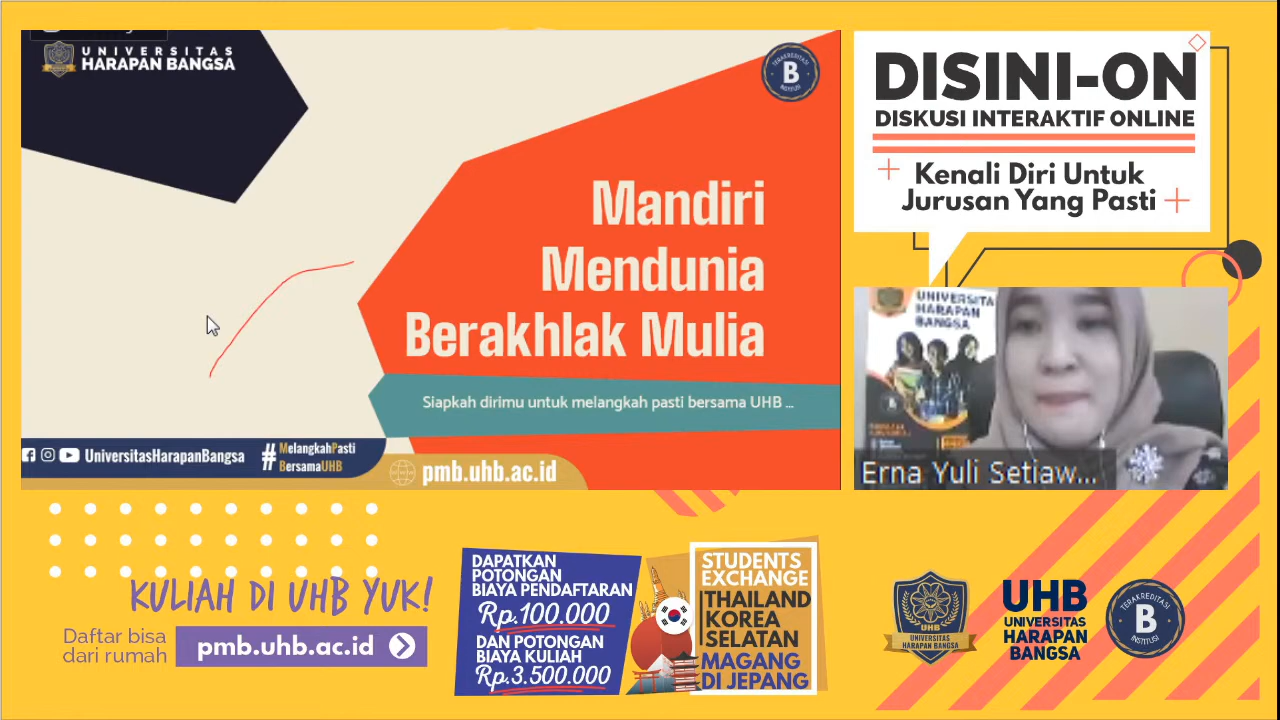 UNIVERSITAS
HARAPAN BANGSA
TERAKREDITASI
B
INSTITUSI
Mandiri
Mendunia
Berakhlak Mulia
Siapkah dirimu untuk melangkah pasti bersama UHB ...
UniversitasHarapanBangsa
#MelangkahPasti
BersamaUHB
pmb.uhb.ac.id
DISINI-ON
DISKUSI INTERAKTIF ONLINE
Kenali Diri Untuk
Jurusan Yang Pasti
UNIVERSITA
HARAPAN
BANGSA
Erna Yuli Setiaw...
KULIAH DI UHB YUK!
Daftar bisa
dari rumah
pmb.uhb.ac.id
DAPATKAN
POTONGAN
BIAYA PENDAFTARAN
Rp.100.000
DAN POTONGAN
BIAYA KULIAH
Rp.3.500.000
STUDENTS
EXCHANGE
THAILAND
KOREA
SELATAN
MAGANG
DI JEPANG
UHB
UNIVERSITAS
HARAPAN BANGSA
UHB
UNIVERSITAS
HARAPAN
BANGSA
TERAKREDITASI
B
INSTITUSI